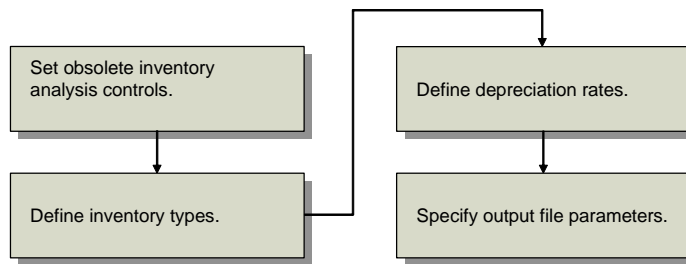 Set obsolete inventory
analysis controls.
Define inventory types.
Define depreciation rates.
Specify output file parameters.